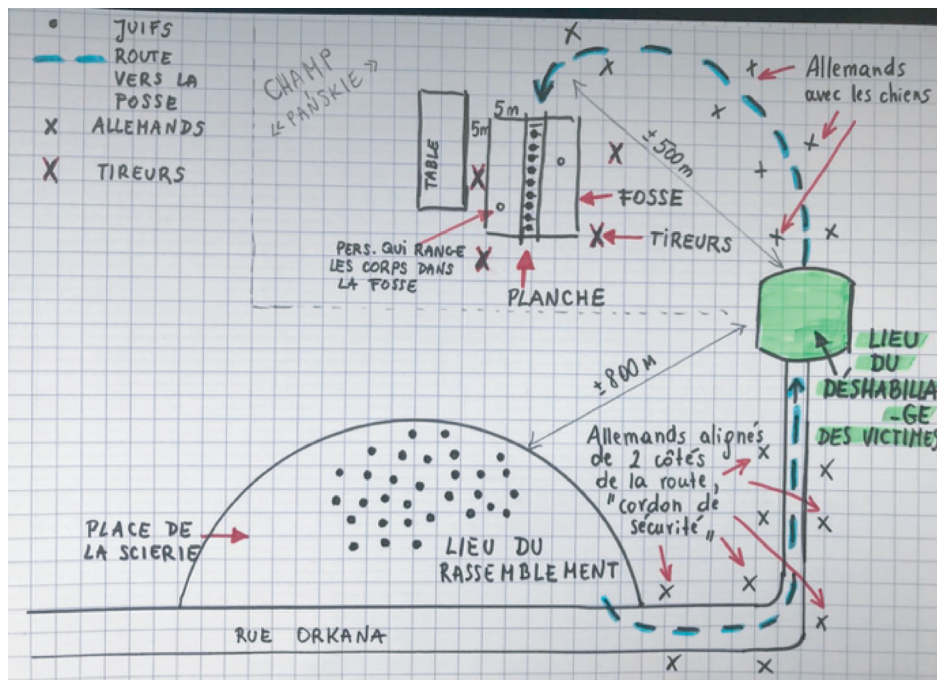 JUIFS
ROUTE
VERS LA
FOSSE
ALLEMANDS
TIREURS
CHAMP
« PAŃSKIE »
TABLE
5m
5m
± 500 m
Allemands
avec les chiens
FOSSE
TIREURS
PERS. QUI RANGE
LES CORPS DANS
LA FOSSE
PLANCHE
LIEU
DU
DÉSHABILLA
-GE
DES VICTIMES
± 800 M
Allemands alignés
de 2 côtés
de la route,
"cordon de
sécurité"
PLACE DE
LA SCIERIE
LIEU DU
RASSEMBLEMENT
RUE ORKANA